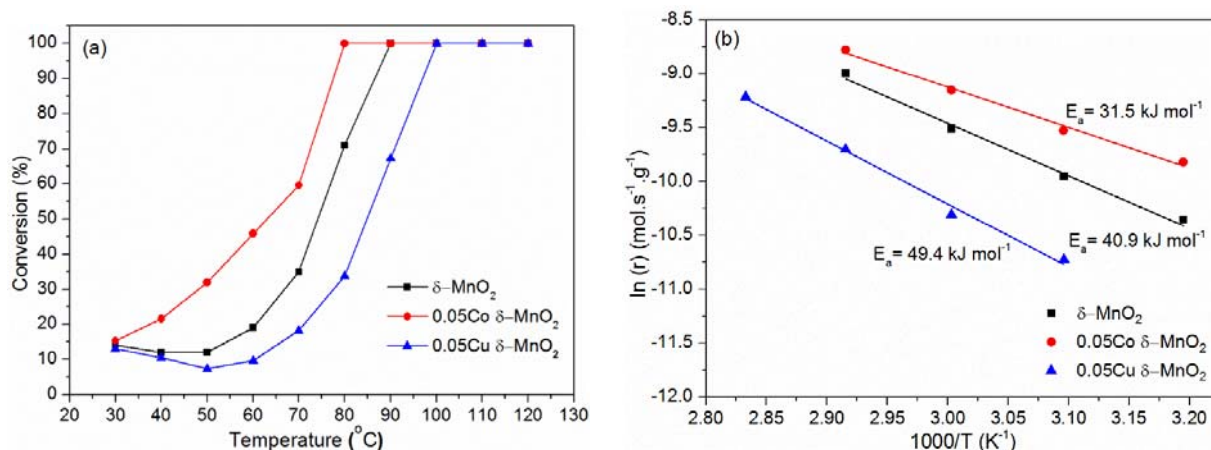 (a)
100
90
80
70
60
50
40
30
20
10
0
Conversion (%)
20 30 40 50 60 70 80 90 100 110 120 130
Temperature (°C)
δ−MnO₂
0.05Co δ−MnO₂
0.05Cu δ−MnO₂
(b)
-8.5
-9.0
-9.5
-10.0
-10.5
-11.0
-11.5
-12.0
ln (r) (mol.s⁻¹.g⁻¹)
Eₐ= 31.5 kJ mol⁻¹
Eₐ= 40.9 kJ mol⁻¹
Eₐ= 49.4 kJ mol⁻¹
δ−MnO₂
0.05Co δ−MnO₂
0.05Cu δ−MnO₂
2.80 2.85 2.90 2.95 3.00 3.05 3.10 3.15 3.20
1000/T (K⁻¹)